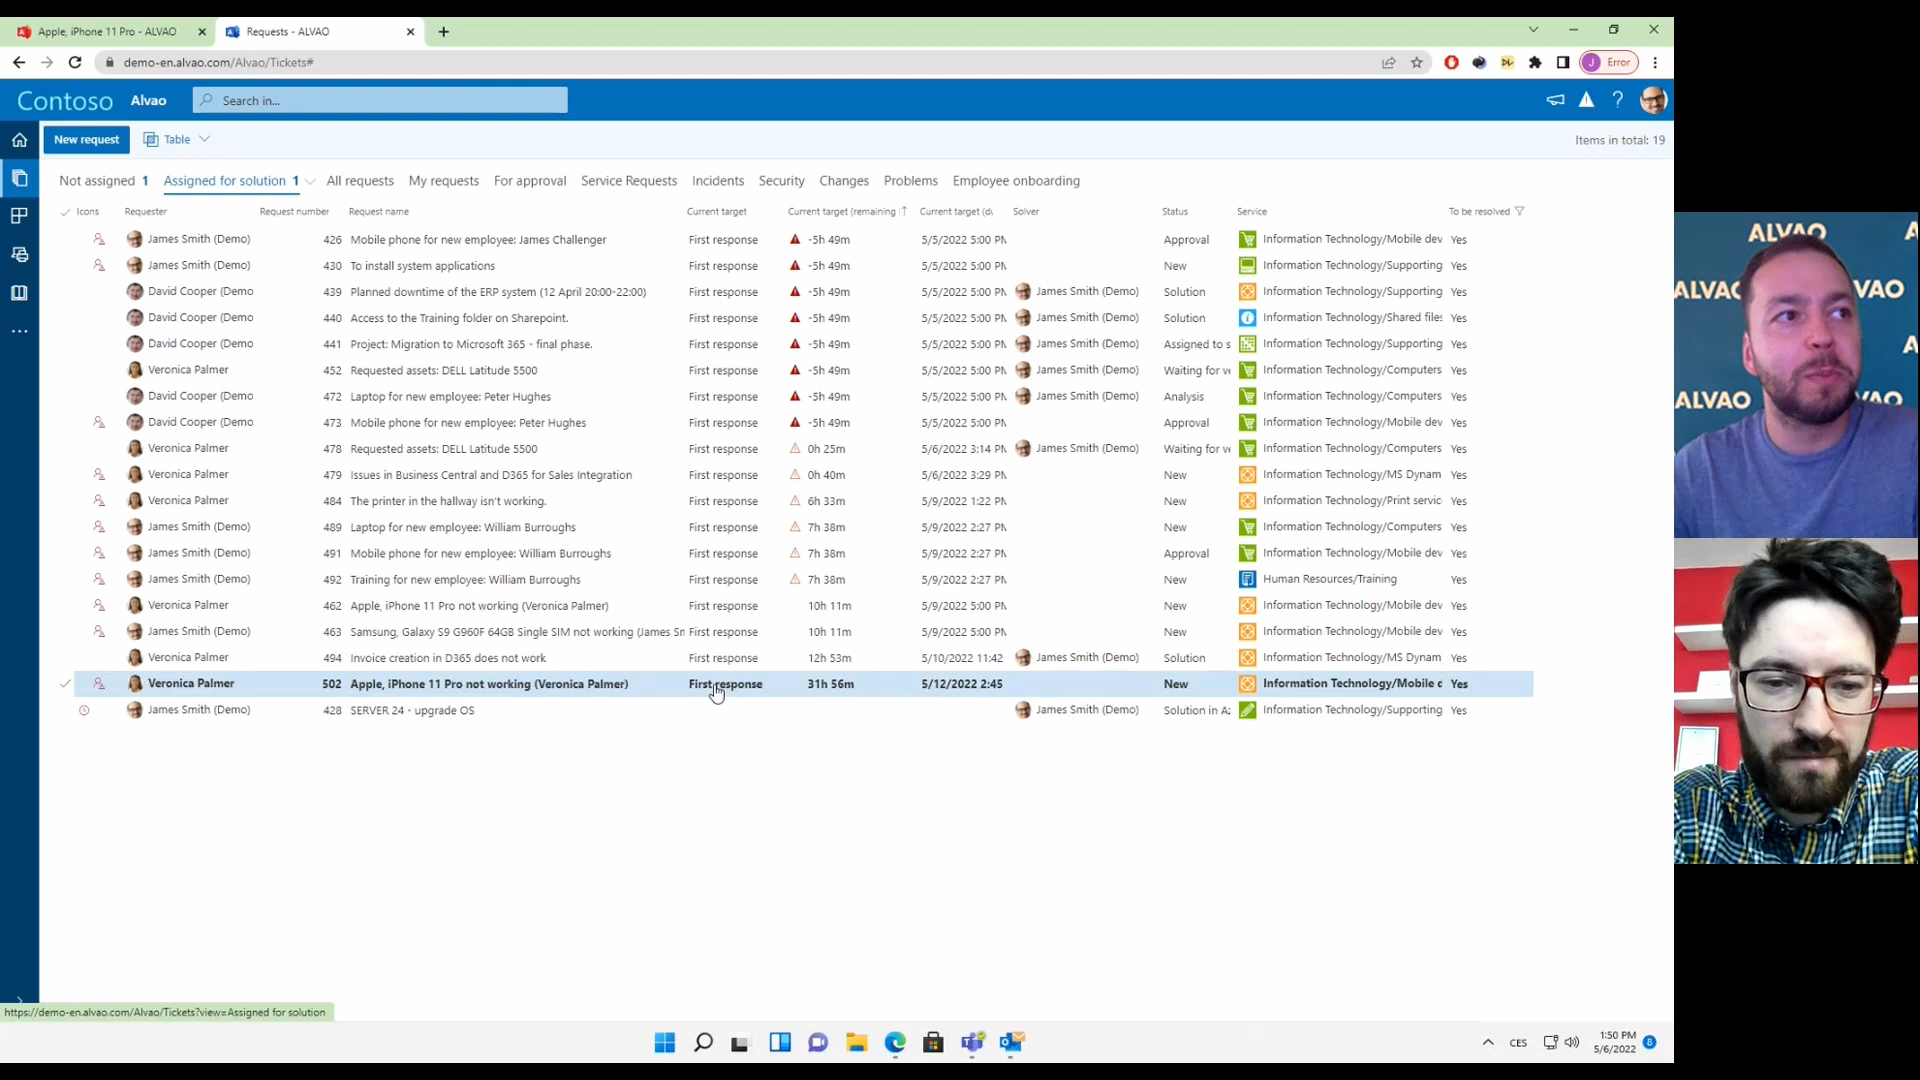 Apple, iPhone 11 Pro - ALVAO
Requests - ALVAO
demo-en.alvao.com/Alvao/Tickets#
Error
Contoso Alvao Search in...
New request Table Items in total: 19
Not assigned 1 Assigned for solution 1 All requests My requests For approval Service Requests Incidents Security Changes Problems Employee onboarding
Icons Requester Request number Request name Current target Current target (remaining Current target (du Solver Status Service To be resolved
James Smith (Demo) 426 Mobile phone for new employee: James Challenger First response -5h 49m 5/5/2022 5:00 PM Approval Information Technology/Mobile dev Yes
James Smith (Demo) 430 To install system applications First response -5h 49m 5/5/2022 5:00 PM New Information Technology/Supporting Yes
David Cooper (Demo 439 Planned downtime of the ERP system (12 April 20:00-22:00) First response -5h 49m 5/5/2022 5:00 PM James Smith (Demo) Solution Information Technology/Supporting Yes
David Cooper (Demo 440 Access to the Training folder on Sharepoint. First response -5h 49m 5/5/2022 5:00 PM James Smith (Demo) Solution Information Technology/Shared files Yes
David Cooper (Demo 441 Project: Migration to Microsoft 365 - final phase. First response -5h 49m 5/5/2022 5:00 PM James Smith (Demo) Assigned to s Information Technology/Supporting Yes
Veronica Palmer 452 Requested assets: DELL Latitude 5500 First response -5h 49m 5/5/2022 5:00 PM James Smith (Demo) Waiting for ve Information Technology/Computers Yes
David Cooper (Demo 472 Laptop for new employee: Peter Hughes First response -5h 49m 5/5/2022 5:00 PM James Smith (Demo) Analysis Information Technology/Computers Yes
David Cooper (Demo 473 Mobile phone for new employee: Peter Hughes First response -5h 49m 5/5/2022 5:00 PM Approval Information Technology/Mobile dev Yes
Veronica Palmer 478 Requested assets: DELL Latitude 5500 First response 0h 25m 5/6/2022 3:14 PM James Smith (Demo) Waiting for ve Information Technology/Computers Yes
Veronica Palmer 479 Issues in Business Central and D365 for Sales Integration First response 0h 40m 5/6/2022 3:29 PM New Information Technology/MS Dynam Yes
Veronica Palmer 484 The printer in the hallway isn't working. First response 6h 33m 5/9/2022 1:22 PM New Information Technology/Print servic Yes
James Smith (Demo) 489 Laptop for new employee: William Burroughs First response 7h 38m 5/9/2022 2:27 PM New Information Technology/Computers Yes
James Smith (Demo) 491 Mobile phone for new employee: William Burroughs First response 7h 38m 5/9/2022 2:27 PM Approval Information Technology/Mobile dev Yes
James Smith (Demo) 492 Training for new employee: William Burroughs First response 7h 38m 5/9/2022 2:27 PM New Human Resources/Training Yes
Veronica Palmer 462 Apple, iPhone 11 Pro not working (Veronica Palmer) First response 10h 11m 5/9/2022 5:00 PM New Information Technology/Mobile dev Yes
James Smith (Demo) 463 Samsung, Galaxy S9 G960F 64GB Single SIM not working (James Sn First response 10h 11m 5/9/2022 5:00 PM New Information Technology/Mobile dev Yes
Veronica Palmer 494 Invoice creation in D365 does not work First response 12h 53m 5/10/2022 11:42 James Smith (Demo) Solution Information Technology/MS Dynam Yes
Veronica Palmer 502 Apple, iPhone 11 Pro not working (Veronica Palmer) First response 31h 56m 5/12/2022 2:45 New Information Technology/Mobile d Yes
James Smith (Demo) 428 SERVER 24 - upgrade OS James Smith (Demo) Solution in Az Information Technology/Supporting Yes
https://demo-en.alvao.com/Alvao/Tickets?view=Assigned for solution
CES 1:50 PM
5/6/2022 8
ALVAO A
ALVAO VAO
A
ALVAO VAO